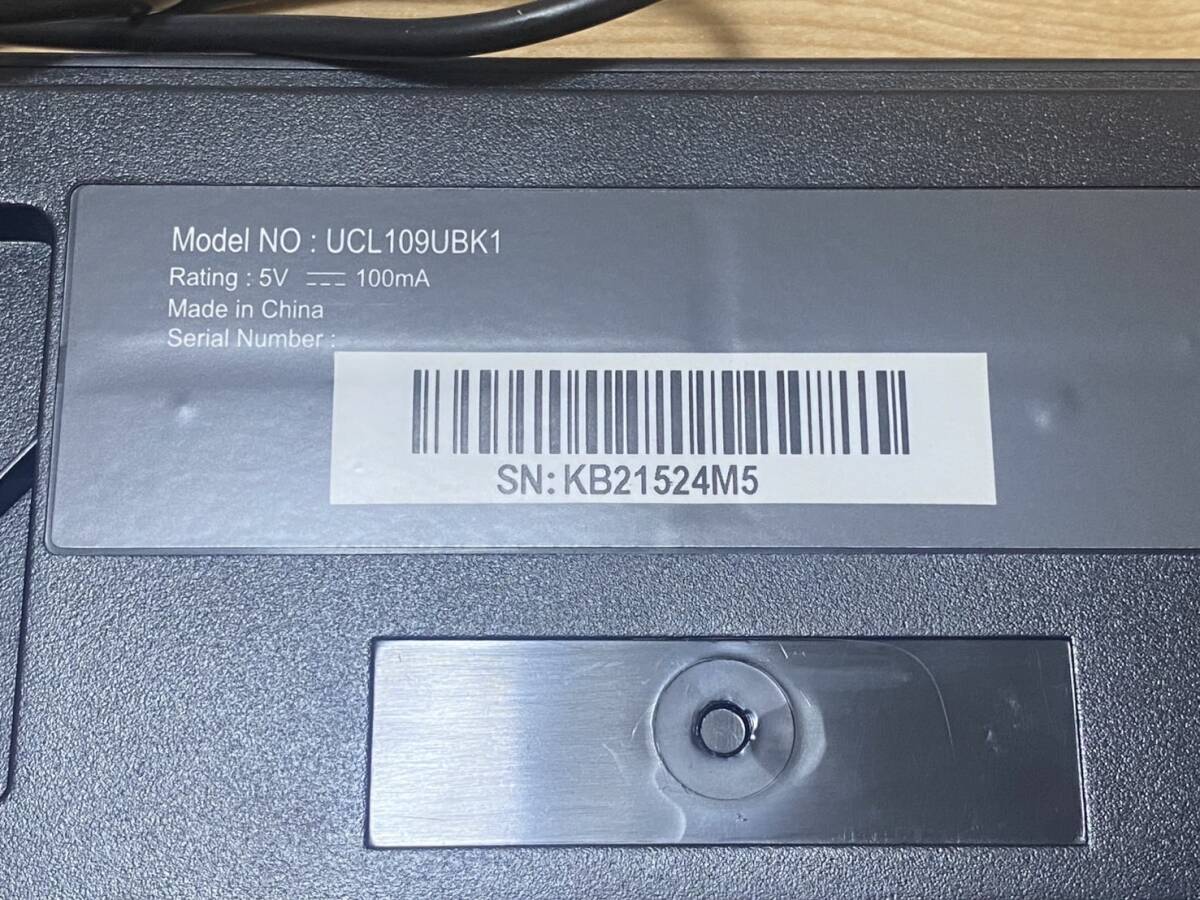 Model NO : UCL109UBK1
Rating : 5V ⎓ 100mA
Made in China
Serial Number :
SN: KB21524M5